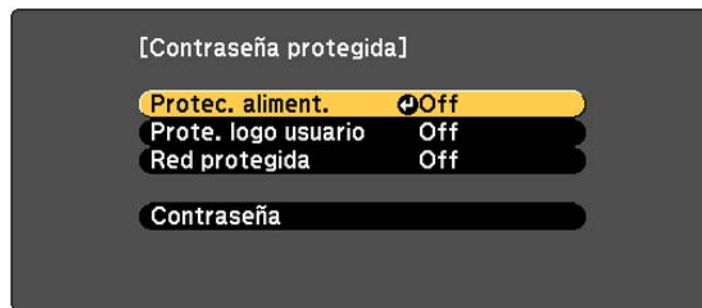 [Contraseña protegida]
Protec. aliment. Off
Prote. logo usuario Off
Red protegida Off
Contraseña